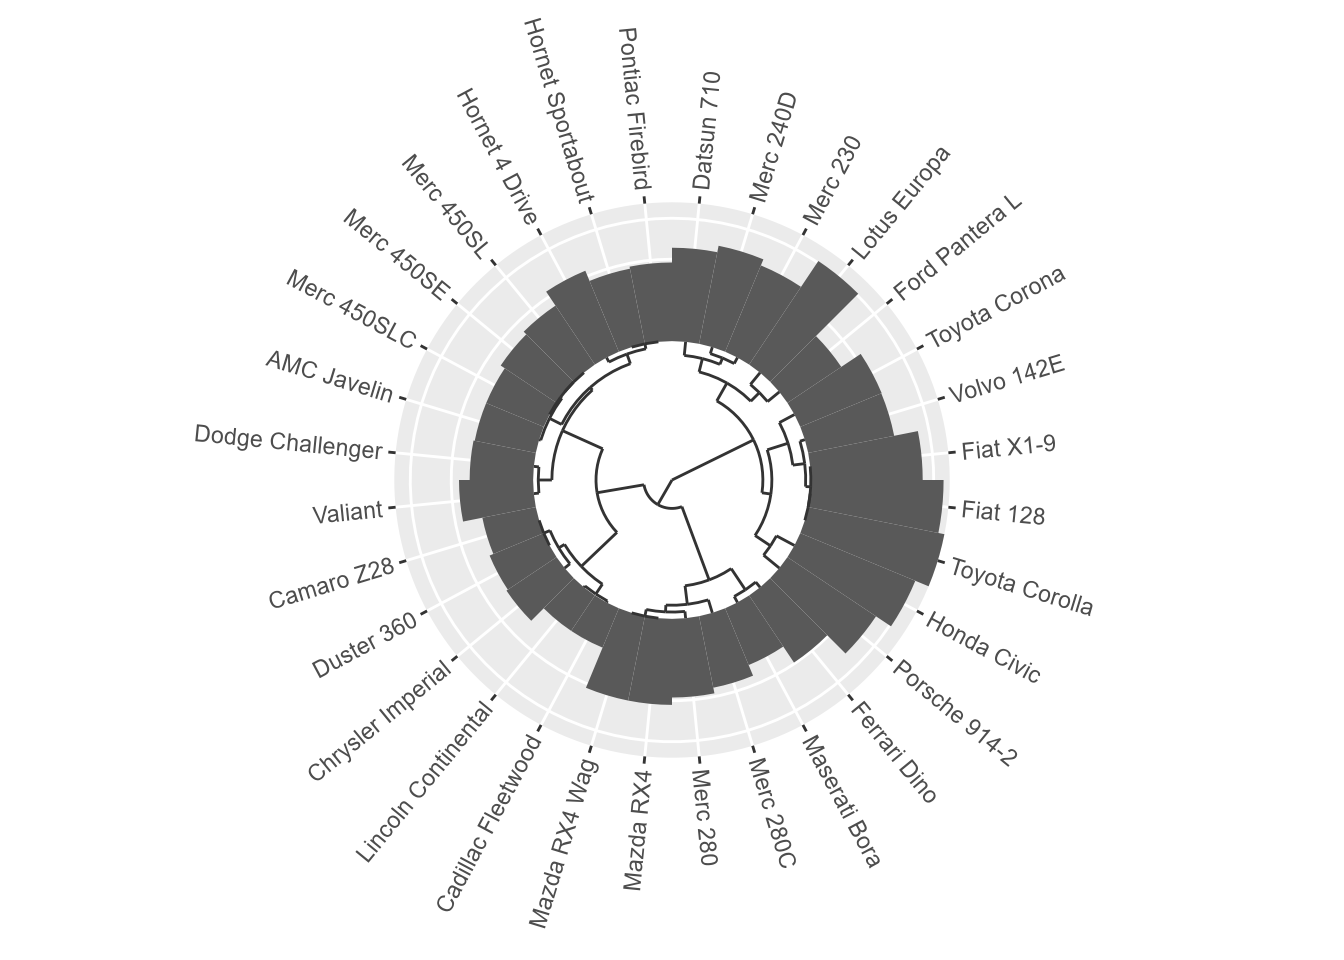 Datsun 710
Merc 240D
Merc 230
Lotus Europa
Ford Pantera L
Toyota Corona
Volvo 142E
Fiat X1-9
Fiat 128
Toyota Corolla
Honda Civic
Porsche 914-2
Ferrari Dino
Maserati Bora
Merc 280C
Merc 280
Mazda RX4
Mazda RX4 Wag
Cadillac Fleetwood
Lincoln Continental
Chrysler Imperial
Duster 360
Camaro Z28
Valiant
Dodge Challenger
AMC Javelin
Merc 450SLC
Merc 450SE
Merc 450SL
Hornet 4 Drive
Hornet Sportabout
Pontiac Firebird